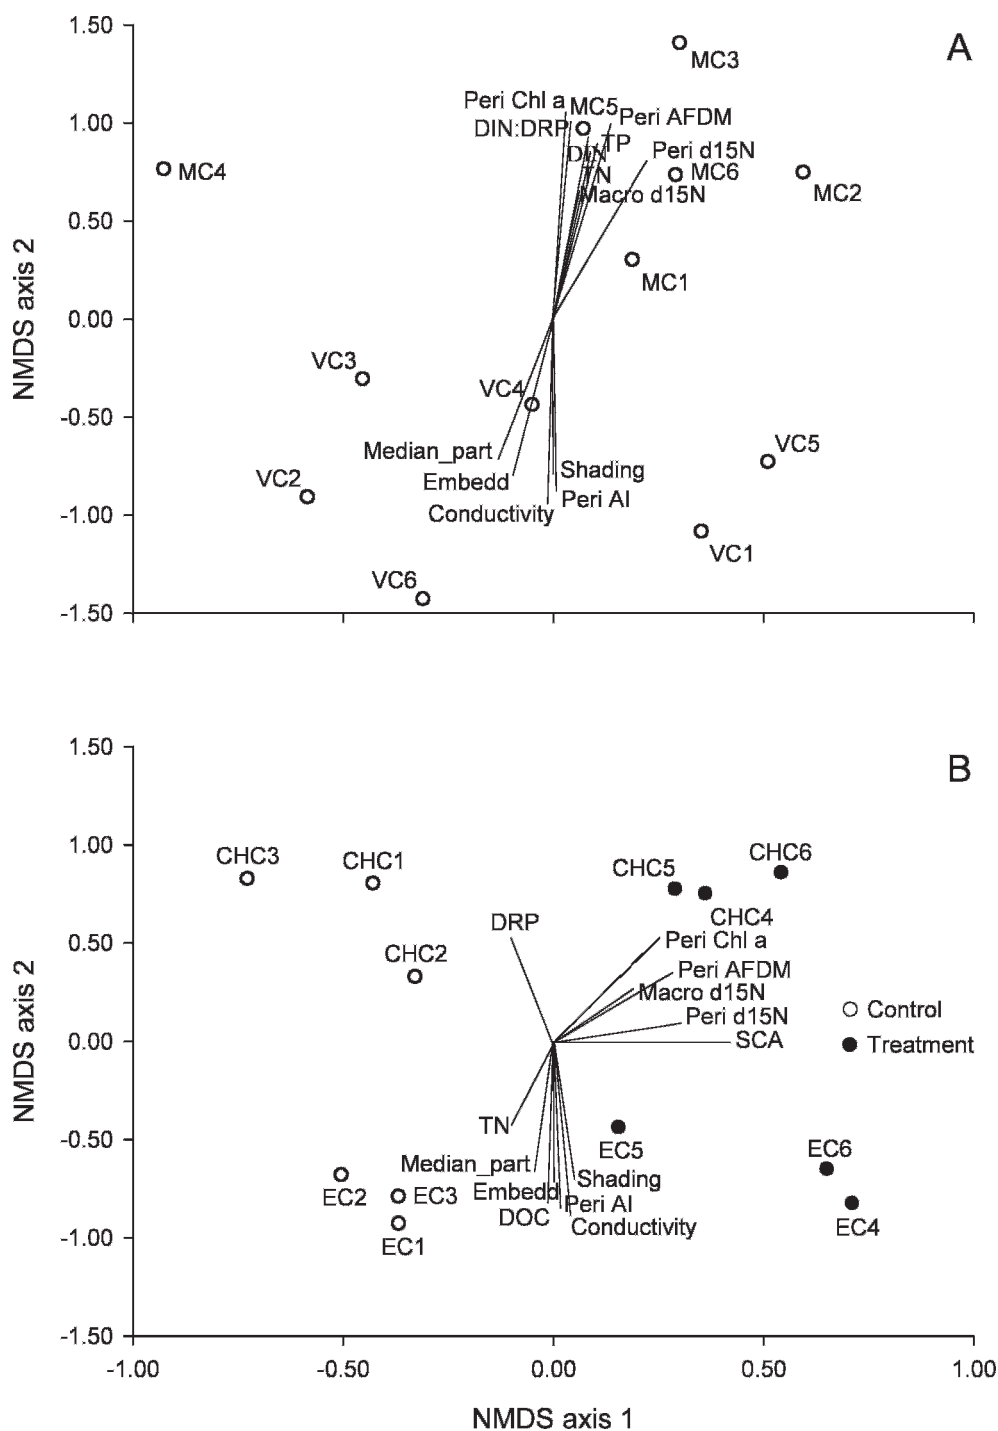 1.50
A
MC3
Peri Chl a
MC5
1.00
Peri AFDM
DIN:DRP
TP
DIN
Peri d15N
MC4
TN
MC6
MC2
Macro d15N
0.50
MC1
NMDS axis 2
0.00
VC3
VC4
-0.50
Median_part
VC5
Shading
VC2
Embedd
Peri AI
-1.00
Conductivity
VC1
VC6
-1.50
1.50
B
1.00
CHC3
CHC1
CHC5
CHC6
CHC4
DRP
0.50
Peri Chl a
CHC2
Peri AFDM
Macro d15N
Peri d15N
Control
NMDS axis 2
0.00
SCA
Treatment
TN
-0.50
EC5
EC6
Median_part
Shading
EC2
EC3
Embedd
Peri AI
DOC
Conductivity
EC4
-1.00
EC1
-1.50
-1.00 -0.50 0.00 0.50 1.00
NMDS axis 1